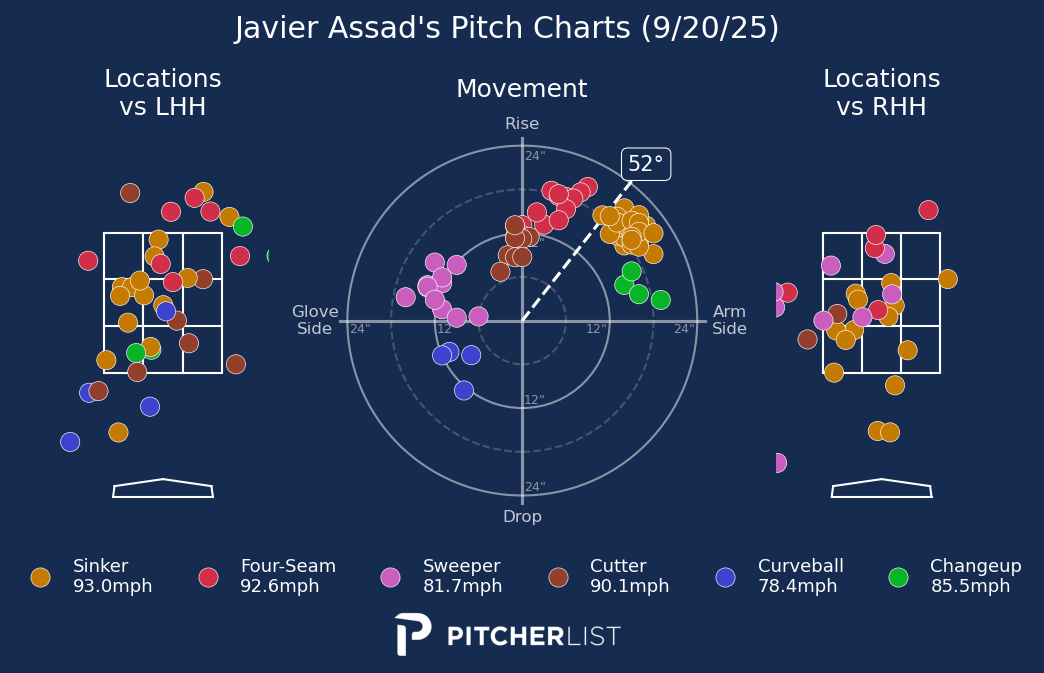 Javier Assad's Pitch Charts (9/20/25)
Locations
vs LHH
Movement
Locations
vs RHH
Rise
24"
52°
12"
Glove
Side
24"
12"
12"
24"
Arm
Side
12"
24"
Drop
Sinker
93.0mph
Four-Seam
92.6mph
Sweeper
81.7mph
Cutter
90.1mph
Curveball
78.4mph
Changeup
85.5mph
PITCHERLIST